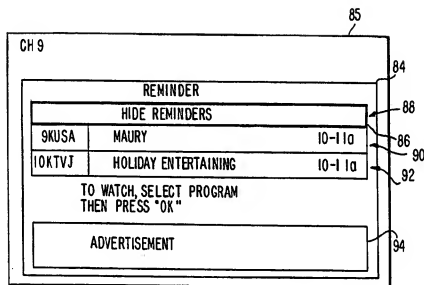 85
CH 9
84
REMINDER
HIDE REMINDERS
88
86
9KUSA MAURY 10-11a
90
10KTVJ HOLIDAY ENTERTAINING 10-11a
92
TO WATCH, SELECT PROGRAM
THEN PRESS "OK"
ADVERTISEMENT
94